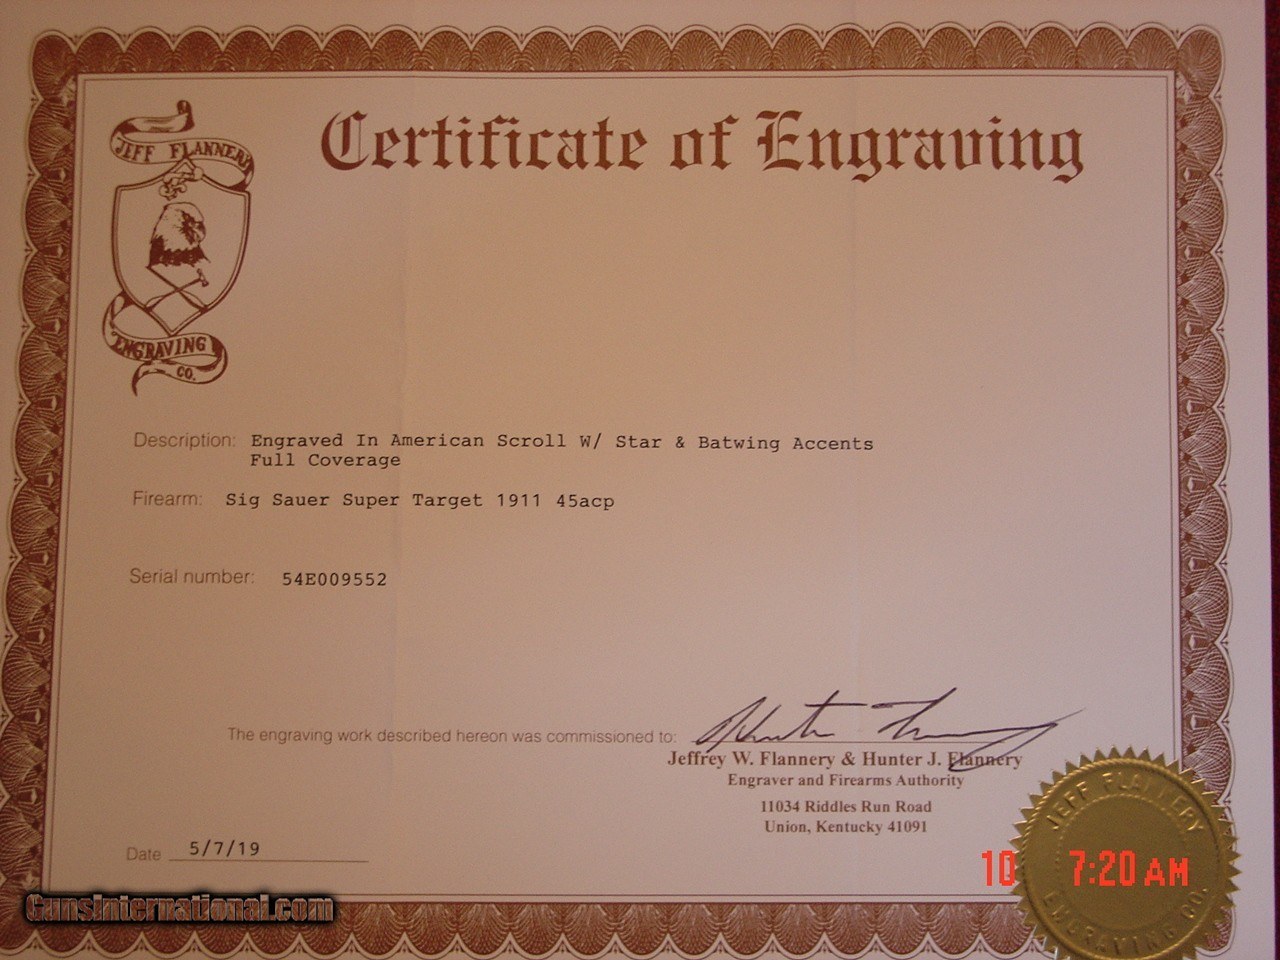 Certificate of Engraving
JEFF FLANNERY
ENGRAVING
CO.
Description: Engraved In American Scroll W/ Star & Batwing Accents
Full Coverage
Firearm: Sig Sauer Super Target 1911 45acp
Serial number: 54E009552
The engraving work described hereon was commissioned to:
Jeffrey W. Flannery & Hunter J. Flannery
Engraver and Firearms Authority
11034 Riddles Run Road
Union, Kentucky 41091
Date 5/7/19
JEFF FLANNERY
ENGRAVING CO.
10 7:20 AM
GunsInternational.com